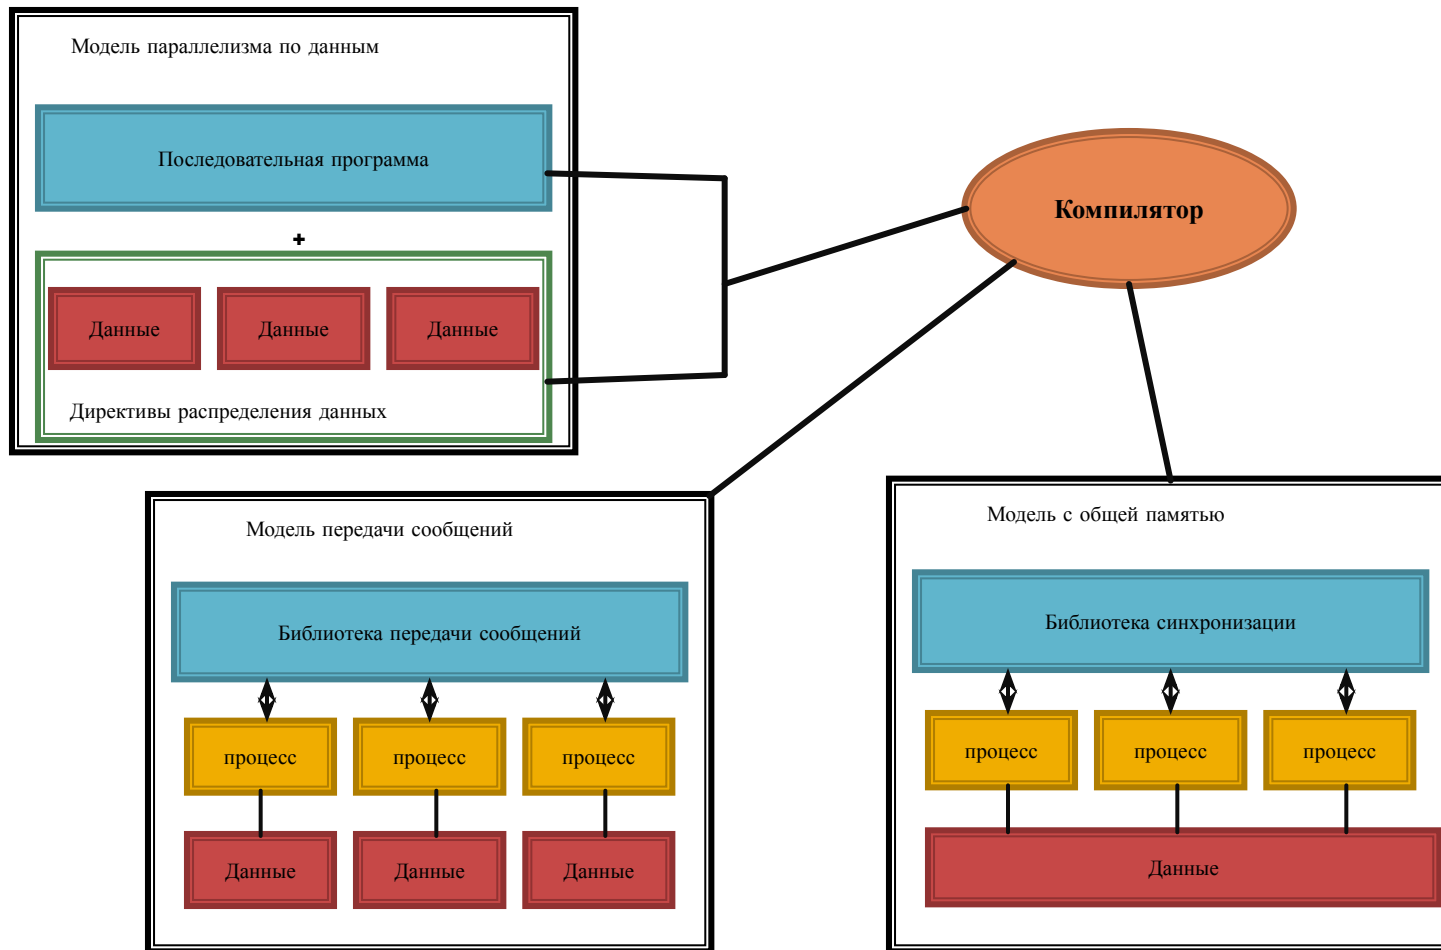 Модель параллелизма по данным
Последовательная программа
+
Данные Данные Данные
Директивы распределения данных
Компилятор
Модель передачи сообщений
Библиотека передачи сообщений
процесс процесс процесс
Данные Данные Данные
Модель с общей памятью
Библиотека синхронизации
процесс процесс процесс
Данные